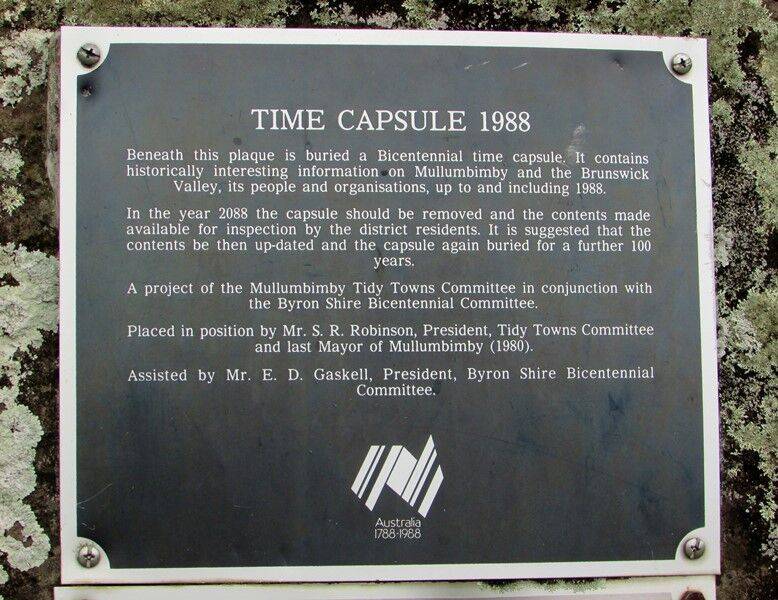 TIME CAPSULE 1988
Beneath this plaque is buried a Bicentennial time capsule. It contains
historically interesting information on Mullumbimby and the Brunswick
Valley, its people and organisations, up to and including 1988.
In the year 2088 the capsule should be removed and the contents made
available for inspection by the district residents. It is suggested that the
contents be then up-dated and the capsule again buried for a further 100
years.
A project of the Mullumbimby Tidy Towns Committee in conjunction with
the Byron Shire Bicentennial Committee.
Placed in position by Mr. S. R. Robinson, President, Tidy Towns Committee
and last Mayor of Mullumbimby (1980).
Assisted by Mr. E. D. Gaskell, President, Byron Shire Bicentennial
Committee.
Australia
1788-1988